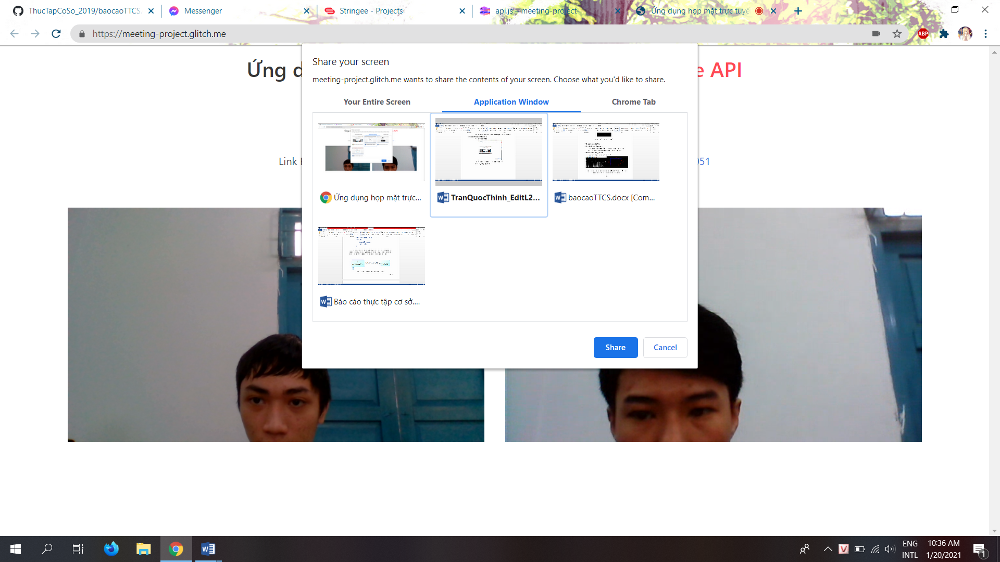 ThucTapCoSo_2019/baocaoTTCS.
Messenger
Stringee - Projects
api.js – meeting-project
Ứng dụng họp mặt trực tuyế
https://meeting-project.glitch.me
ABP
Share your screen
Ứng d
e API
meeting-project.glitch.me wants to share the contents of your screen. Choose what you'd like to share.
Your Entire Screen
Application Window
Chrome Tab
Link
051
Ứng dụng họp mặt trực...
TranQuocThinh_EditL2...
baocaoTTCS.docx [Com...
Báo cáo thực tập cơ sở....
Share
Cancel
ENG
INTL
10:36 AM
1/20/2021
1